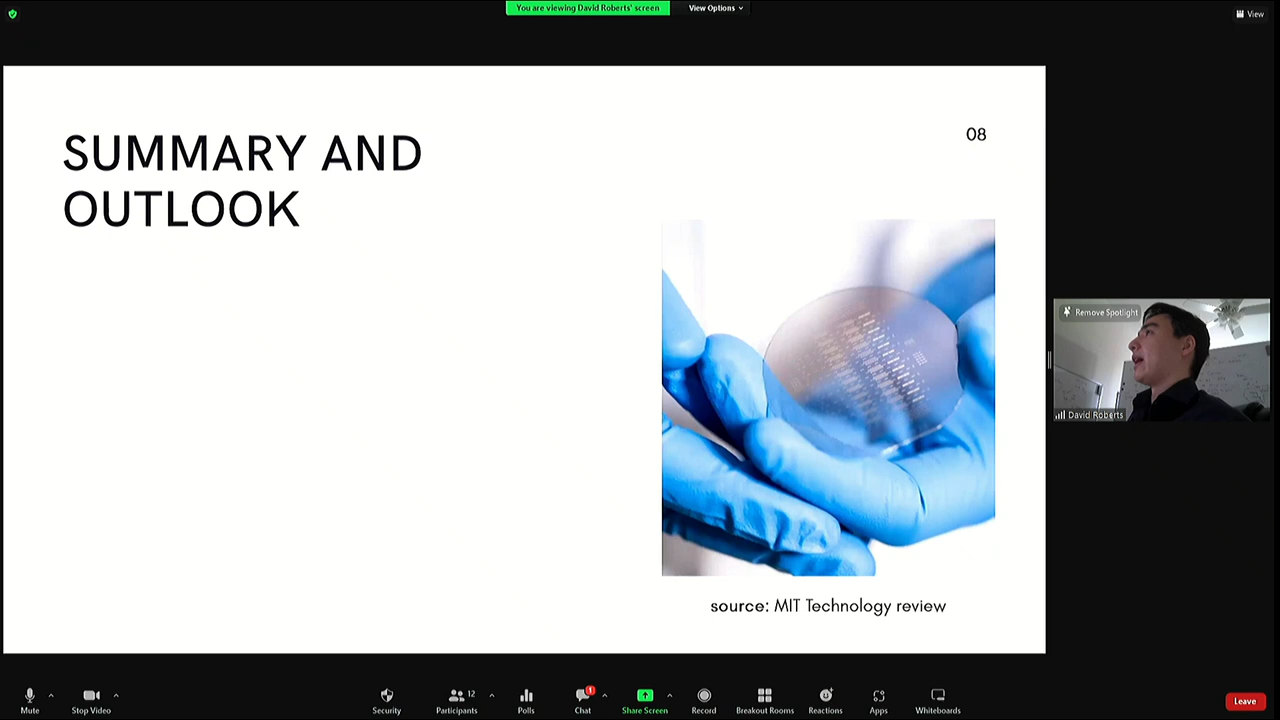 You are viewing David Roberts' screen
View Options
View
SUMMARY AND
OUTLOOK
08
source: MIT Technology review
Remove Spotlight
David Roberts
Mute
Stop Video
Security
12
Participants
Polls
1
Chat
Share Screen
Record
Breakout Rooms
Reactions
Apps
Whiteboards
Leave